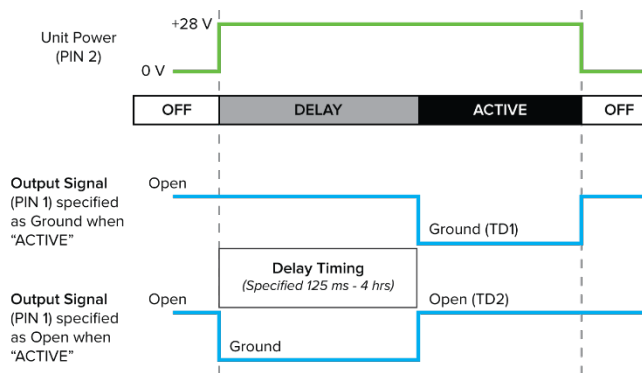 Unit Power
(PIN 2)
+28 V
0 V
OFF
DELAY
ACTIVE
OFF
Output Signal
(PIN 1) specified
as Ground when
“ACTIVE”
Open
Ground (TD1)
Delay Timing
(Specified 125 ms - 4 hrs)
Output Signal
(PIN 1) specified
as Open when
“ACTIVE”
Open
Ground
Open (TD2)